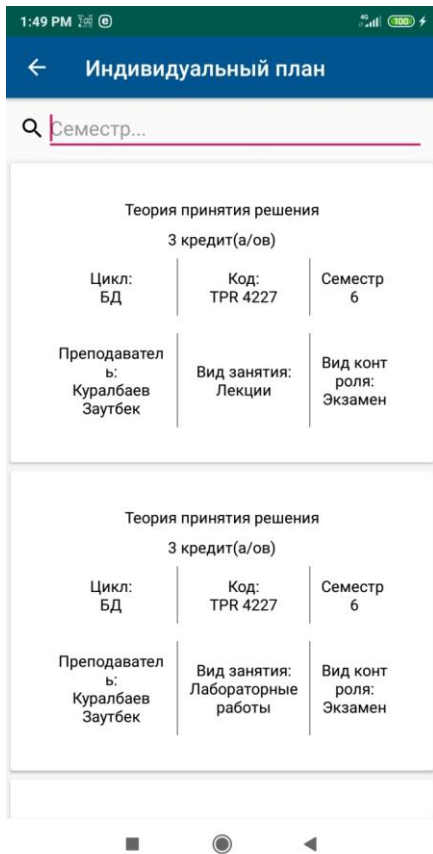 1:49 PM
4G 100
Индивидуальный план
Семестр...
Теория принятия решения
3 кредит(а/ов)
Цикл:
БД
Код:
TPR 4227
Семестр
6
Преподавател
ь:
Куралбаев
Заутбек
Вид занятия:
Лекции
Вид конт
роля:
Экзамен
Теория принятия решения
3 кредит(а/ов)
Цикл:
БД
Код:
TPR 4227
Семестр
6
Преподавател
ь:
Куралбаев
Заутбек
Вид занятия:
Лабораторные
работы
Вид конт
роля:
Экзамен